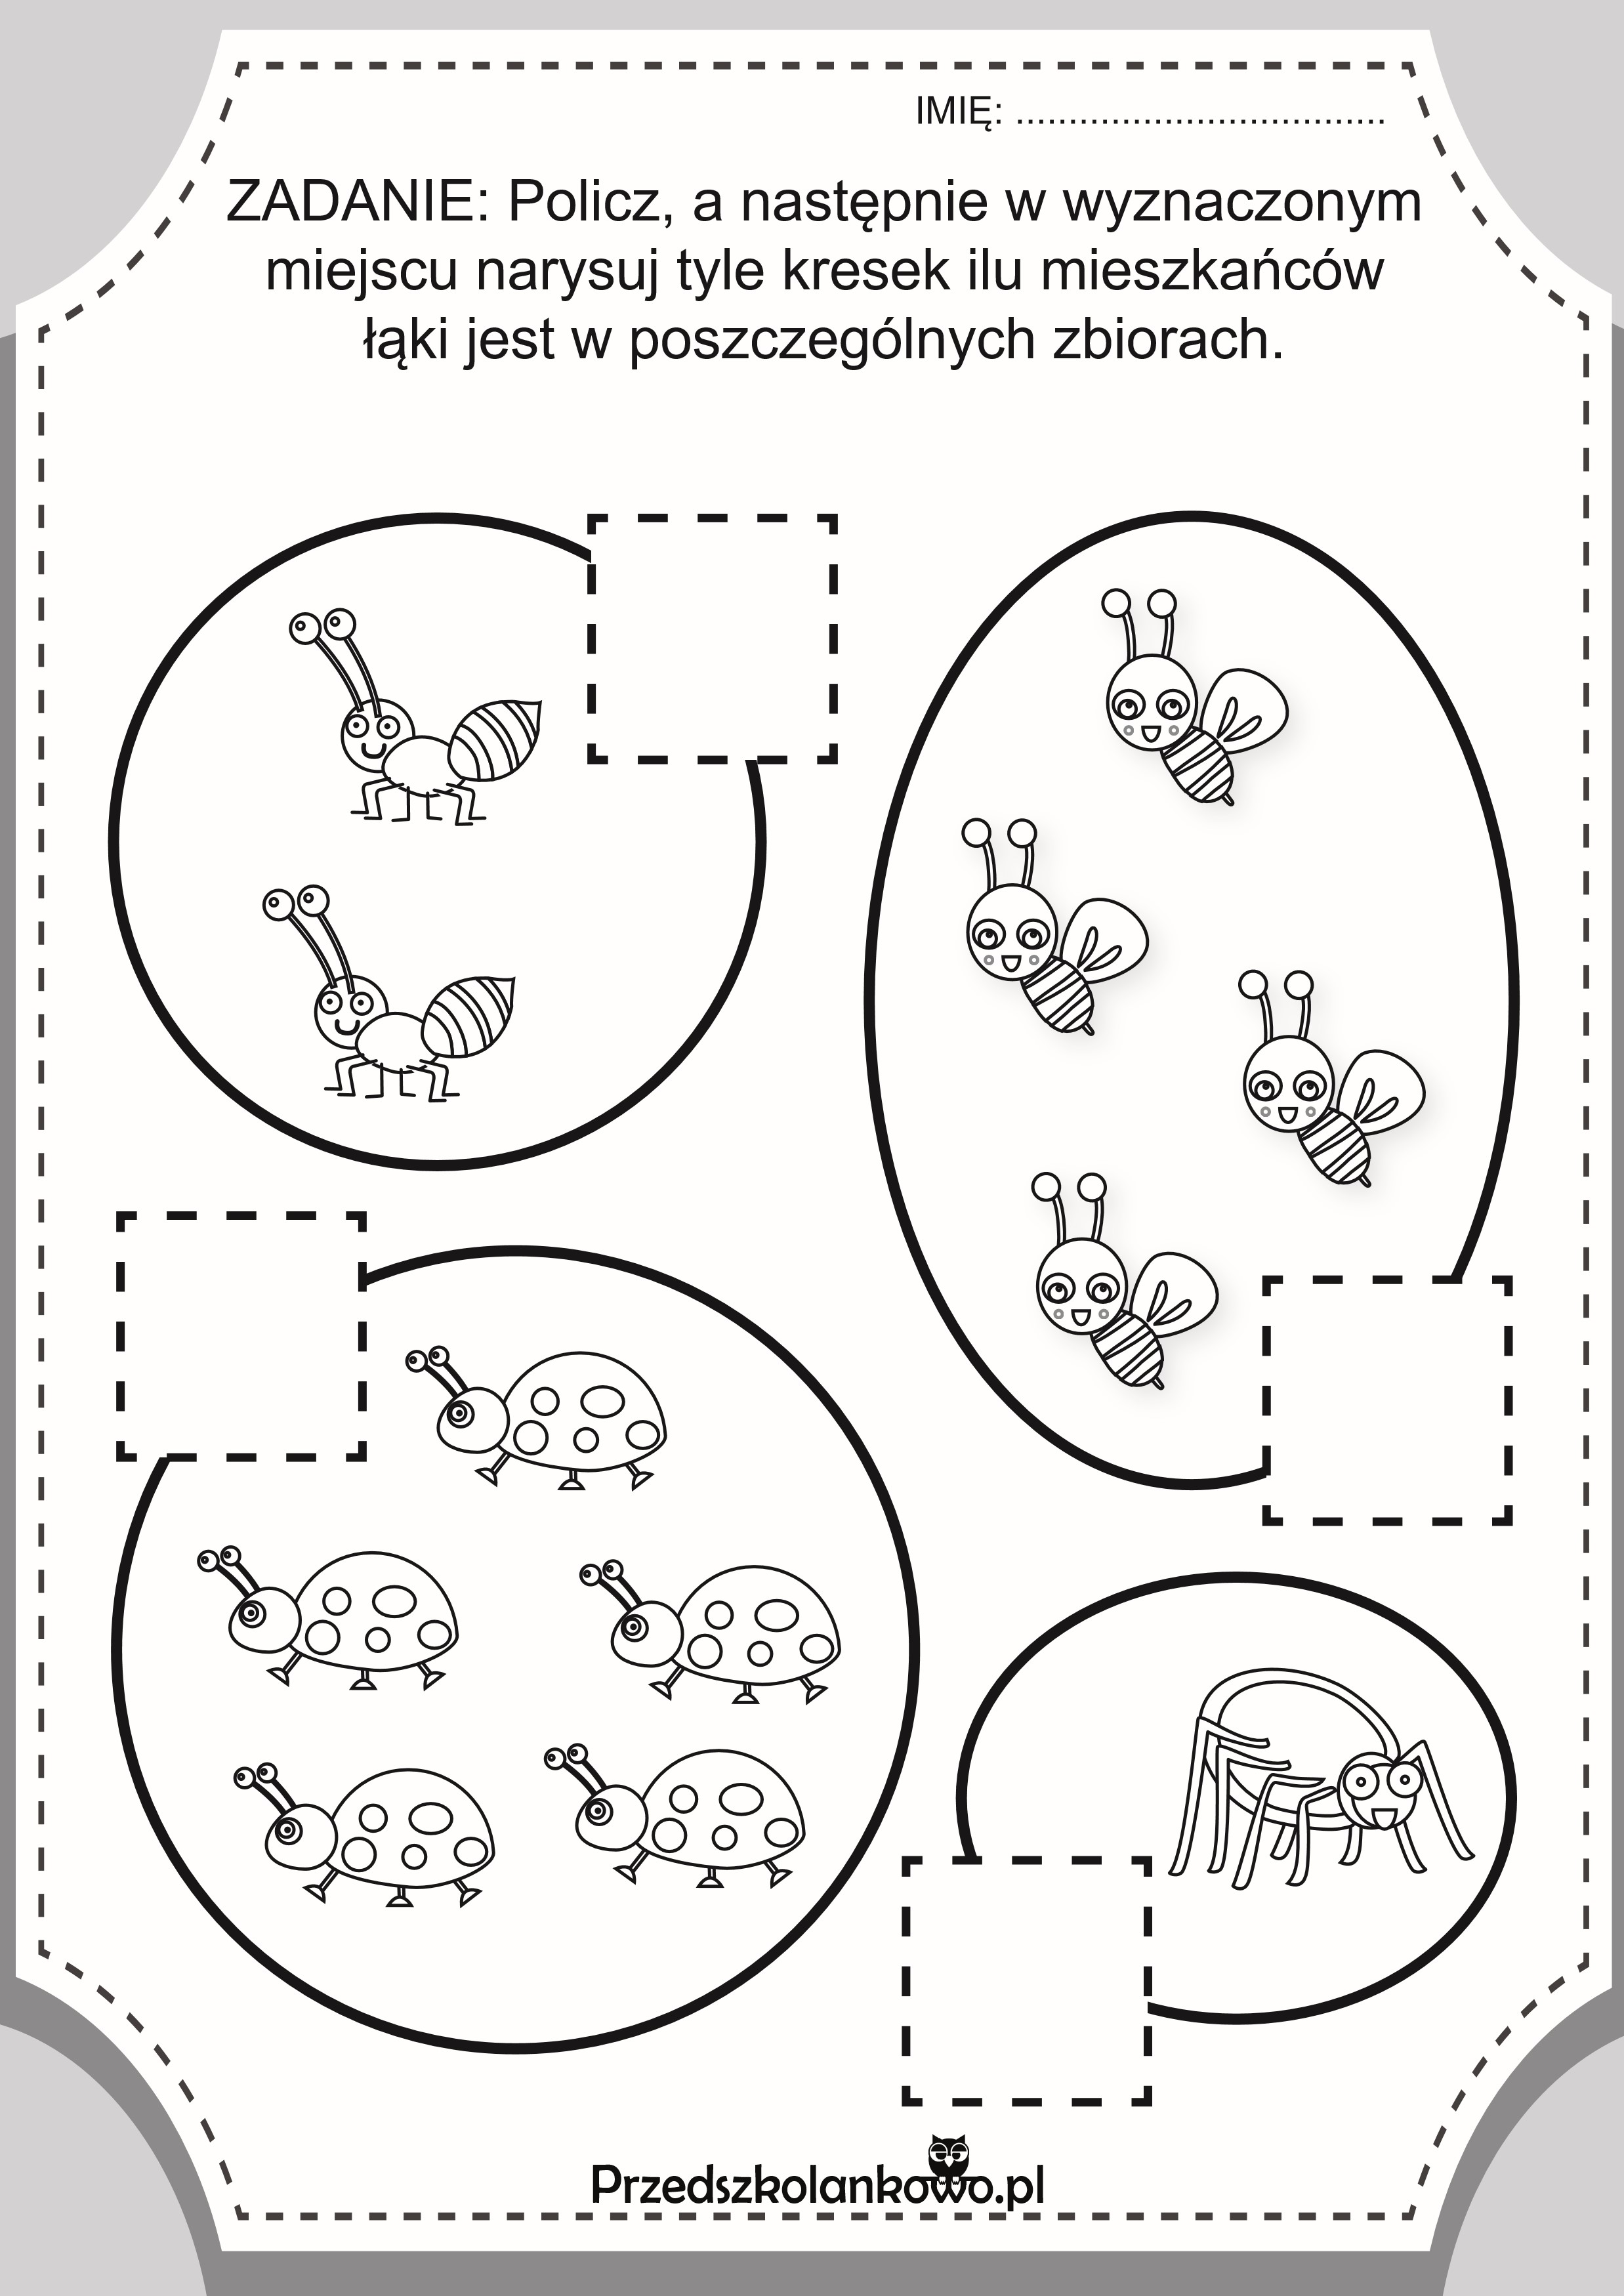 IMIĘ: ...................................
ZADANIE: Policz, a następnie w wyznaczonym
miejscu narysuj tyle kresek ilu mieszkańców
łąki jest w poszczególnych zbiorach.
Przedszkolankowo.pl